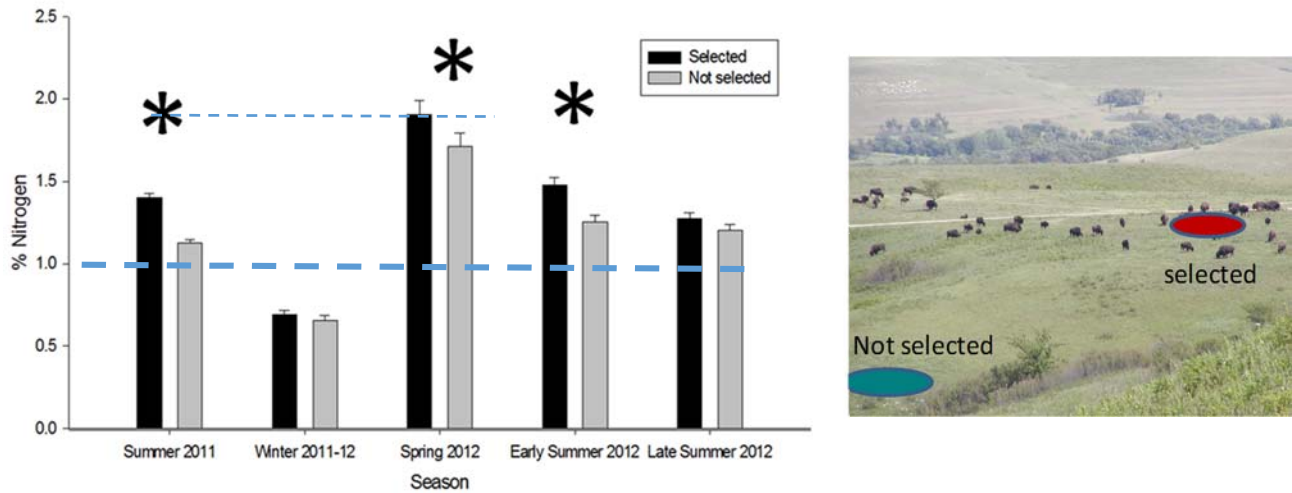 2.5
2.0
1.5
1.0
0.5
0.0
% Nitrogen
Selected
Not selected
*
*
*
Summer 2011
Winter 2011-12
Spring 2012
Early Summer 2012
Late Summer 2012
Season
selected
Not selected